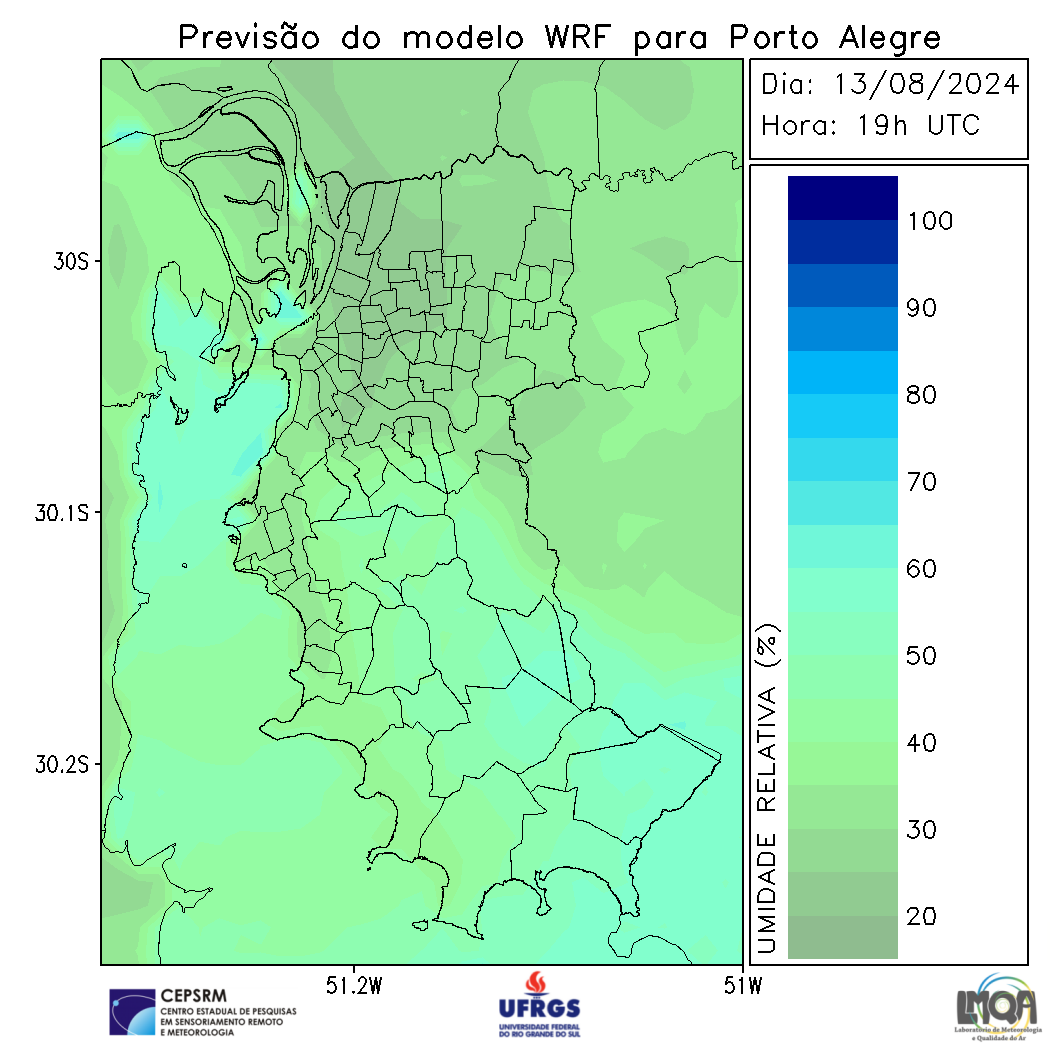 Previsão do modelo WRF para Porto Alegre
Dia: 13/08/2024
Hora: 19h UTC
30S
30.1S
30.2S
51.2W
51W
100
90
80
70
60
50
40
30
20
UMIDADE RELATIVA (%)
CEPSRM
CENTRO ESTADUAL DE PESQUISAS
EM SENSORIAMENTO REMOTO
E METEOROLOGIA
UFRGS
UNIVERSIDADE FEDERAL
DO RIO GRANDE DO SUL
LMQA
Laboratório de Meteorologia
e Qualidade do Ar